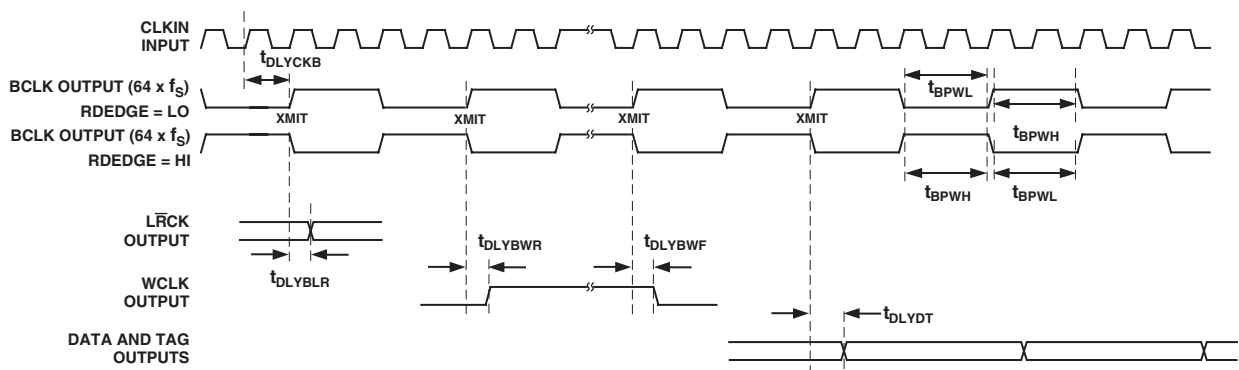 CLKIN
INPUT
tDLYCKB
BCLK OUTPUT (64 x fS)
tBPWL
RDEDGE = LO
XMIT XMIT XMIT XMIT
BCLK OUTPUT (64 x fS)
tBPWH
RDEDGE = HI
tBPWH tBPWL
LR̅CK
OUTPUT
tDLYBLR
tDLYBWR tDLYBWF
WCLK
OUTPUT
tDLYDT
DATA AND TAG
OUTPUTS